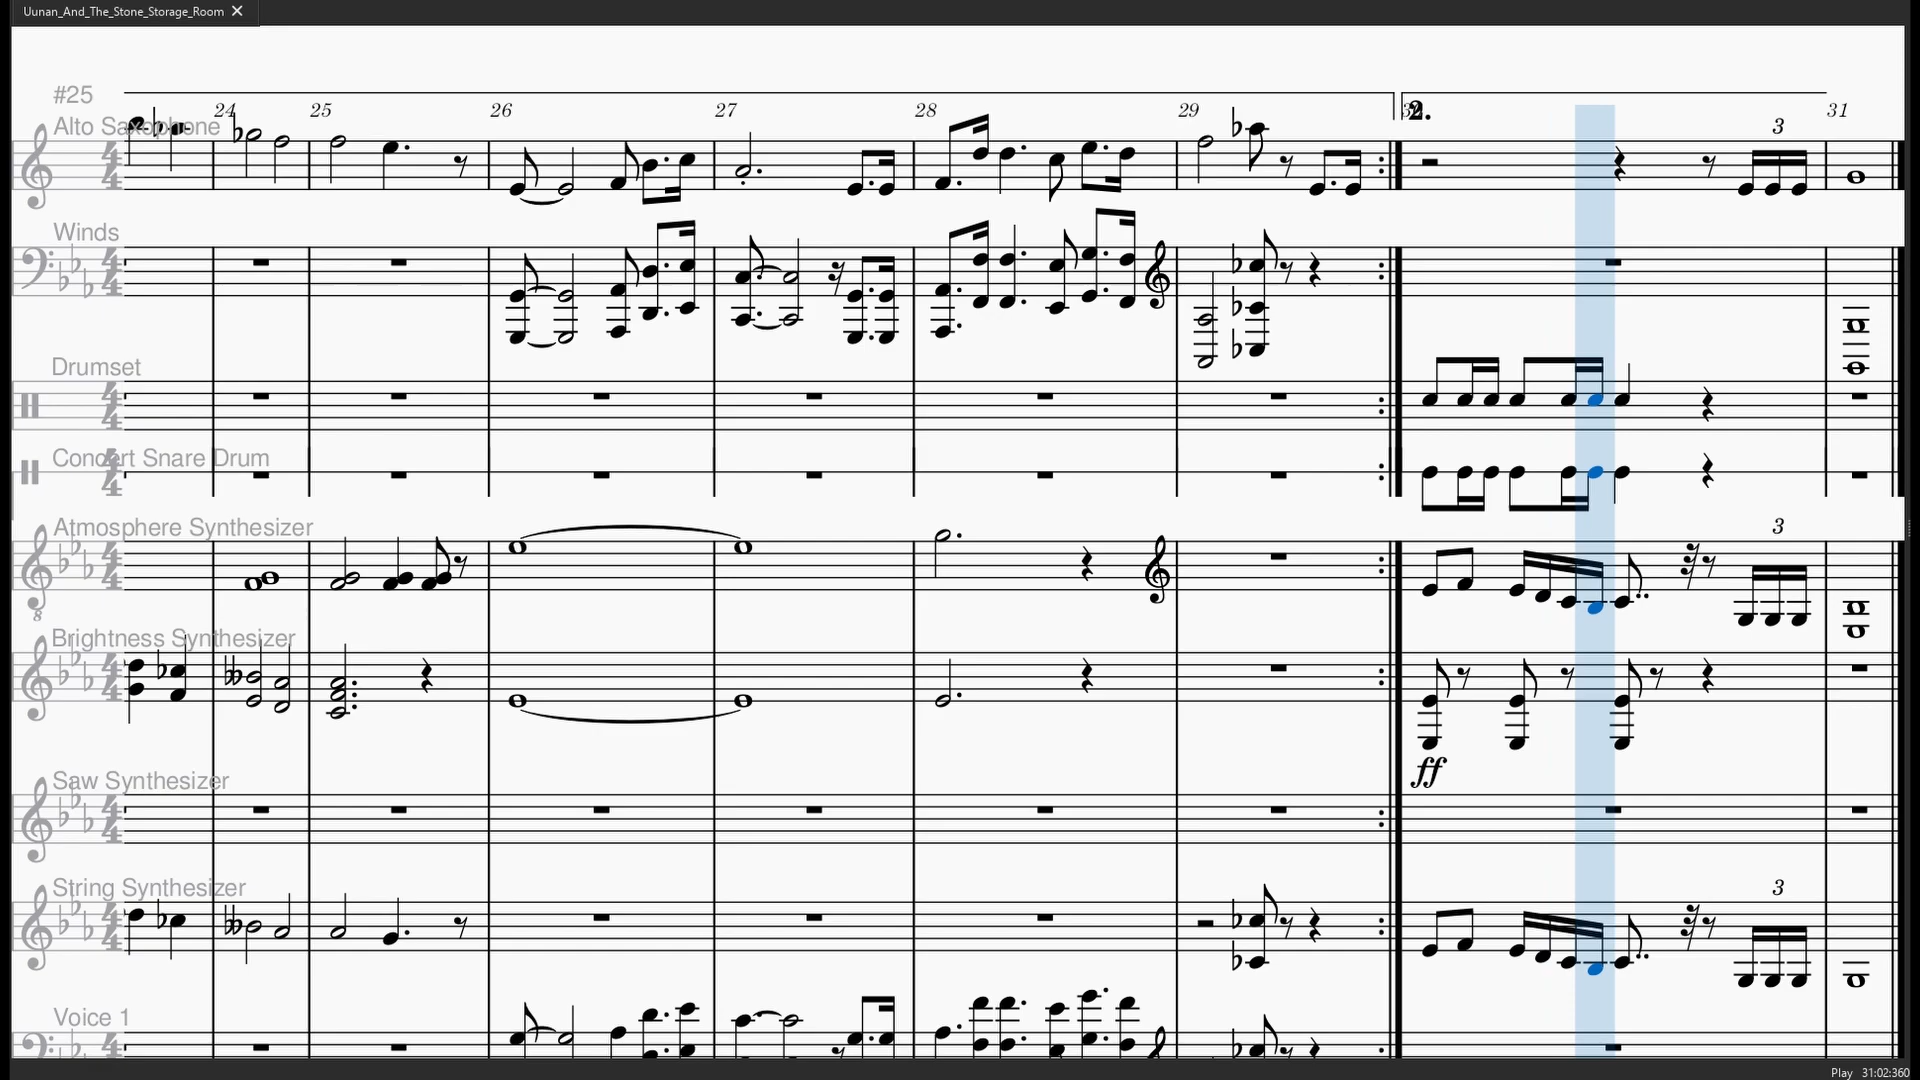 Uunan_And_The_Stone_Storage_Room ✕
#25
24 25 26 27 28 29 2. 31
Alto Saxophone
3
Winds
Drumset
Concert Snare Drum
Atmosphere Synthesizer
3
Brightness Synthesizer
ff
Saw Synthesizer
String Synthesizer
3
Voice 1
Play 31:02:360